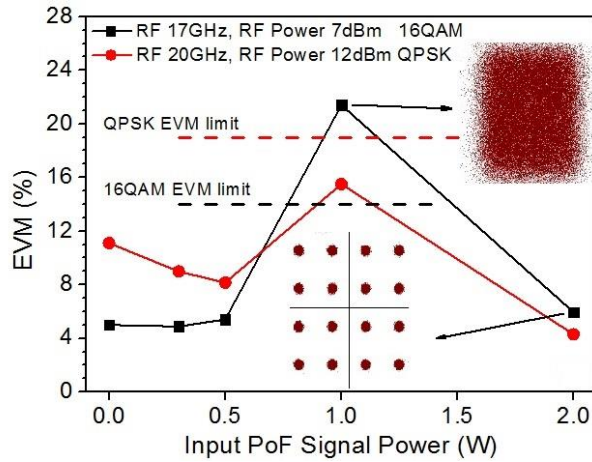 RF 17GHz, RF Power 7dBm 16QAM
RF 20GHz, RF Power 12dBm QPSK
28
24
20
16
12
8
4
0
EVM (%)
QPSK EVM limit
16QAM EVM limit
0.0 0.5 1.0 1.5 2.0
Input PoF Signal Power (W)